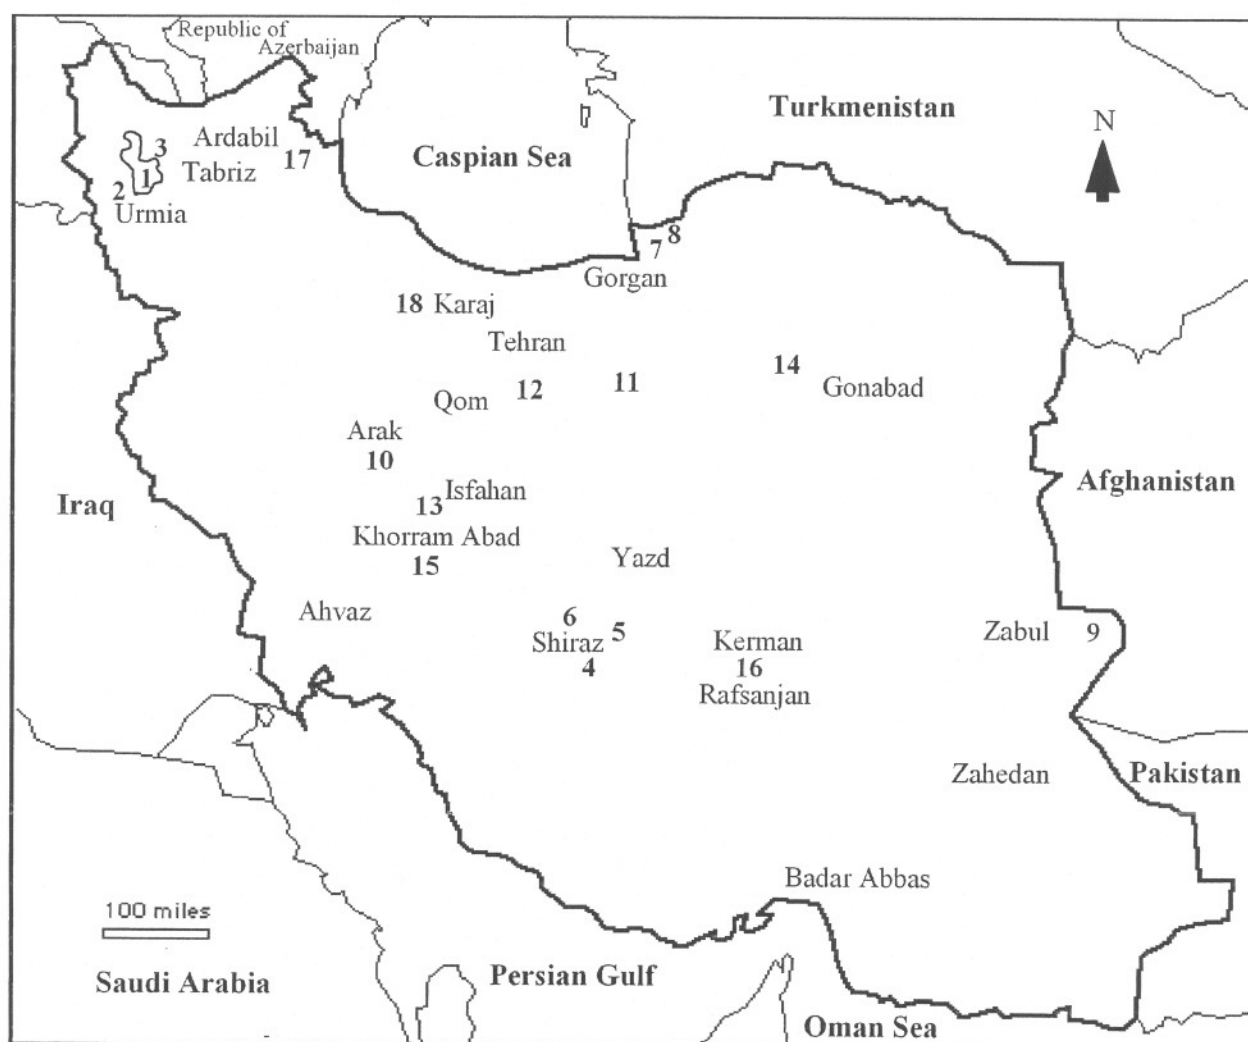 Republic of
Azerbaijan
Turkmenistan
N
Ardabil
3
17
Caspian Sea
Tabriz
1
2
Urmia
8
7
Gorgan
18 Karaj
Tehran
14
11
12
Gonabad
Qom
Arak
10
Isfahan
13
Iraq
Afghanistan
Khorram Abad
15
Yazd
Ahvaz
6
5
Shiraz
4
Kerman
16
Rafsanjan
Zabul
9
Zahedan
Pakistan
Badar Abbas
100 miles
Saudi Arabia
Persian Gulf
Oman Sea